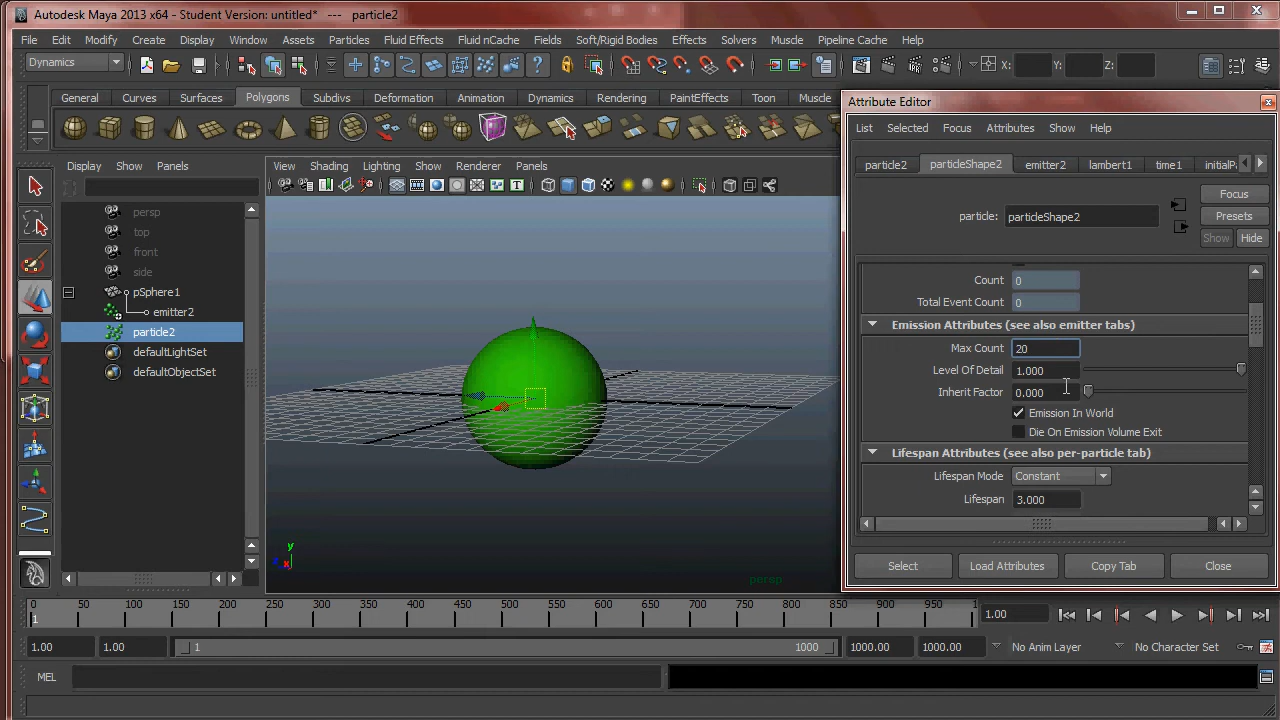 Autodesk Maya 2013 x64 - Student Version: untitled* --- particle2
File Edit Modify Create Display Window Assets Particles Fluid Effects Fluid nCache Fields Soft/Rigid Bodies Effects Solvers Muscle Pipeline Cache Help
Dynamics X: Y: Z:
General Curves Surfaces Polygons Subdivs Deformation Animation Dynamics Rendering PaintEffects Toon Muscle
Attribute Editor
List Selected Focus Attributes Show Help
Display Show Panels
View Shading Lighting Show Renderer Panels
particle2 particleShape2 emitter2 lambert1 time1
persp
top
front
side
pSphere1
emitter2
particle2
defaultLightSet
defaultObjectSet
Focus
particle: particleShape2 Presets
Show Hide
Count 0
Total Event Count 0
Emission Attributes (see also emitter tabs)
Max Count 20
Level Of Detail 1.000
Inherit Factor 0.000
Emission In World
Die On Emission Volume Exit
Lifespan Attributes (see also per-particle tab)
Lifespan Mode Constant
Lifespan 3.000
y
z x
persp
Select Load Attributes Copy Tab Close
0 50 100 150 200 250 300 350 400 450 500 550 600 650 700 750 800 850 900 950 1
1 1.00
1.00 1.00 1 1000 1000.00 1000.00 No Anim Layer No Character Set
MEL